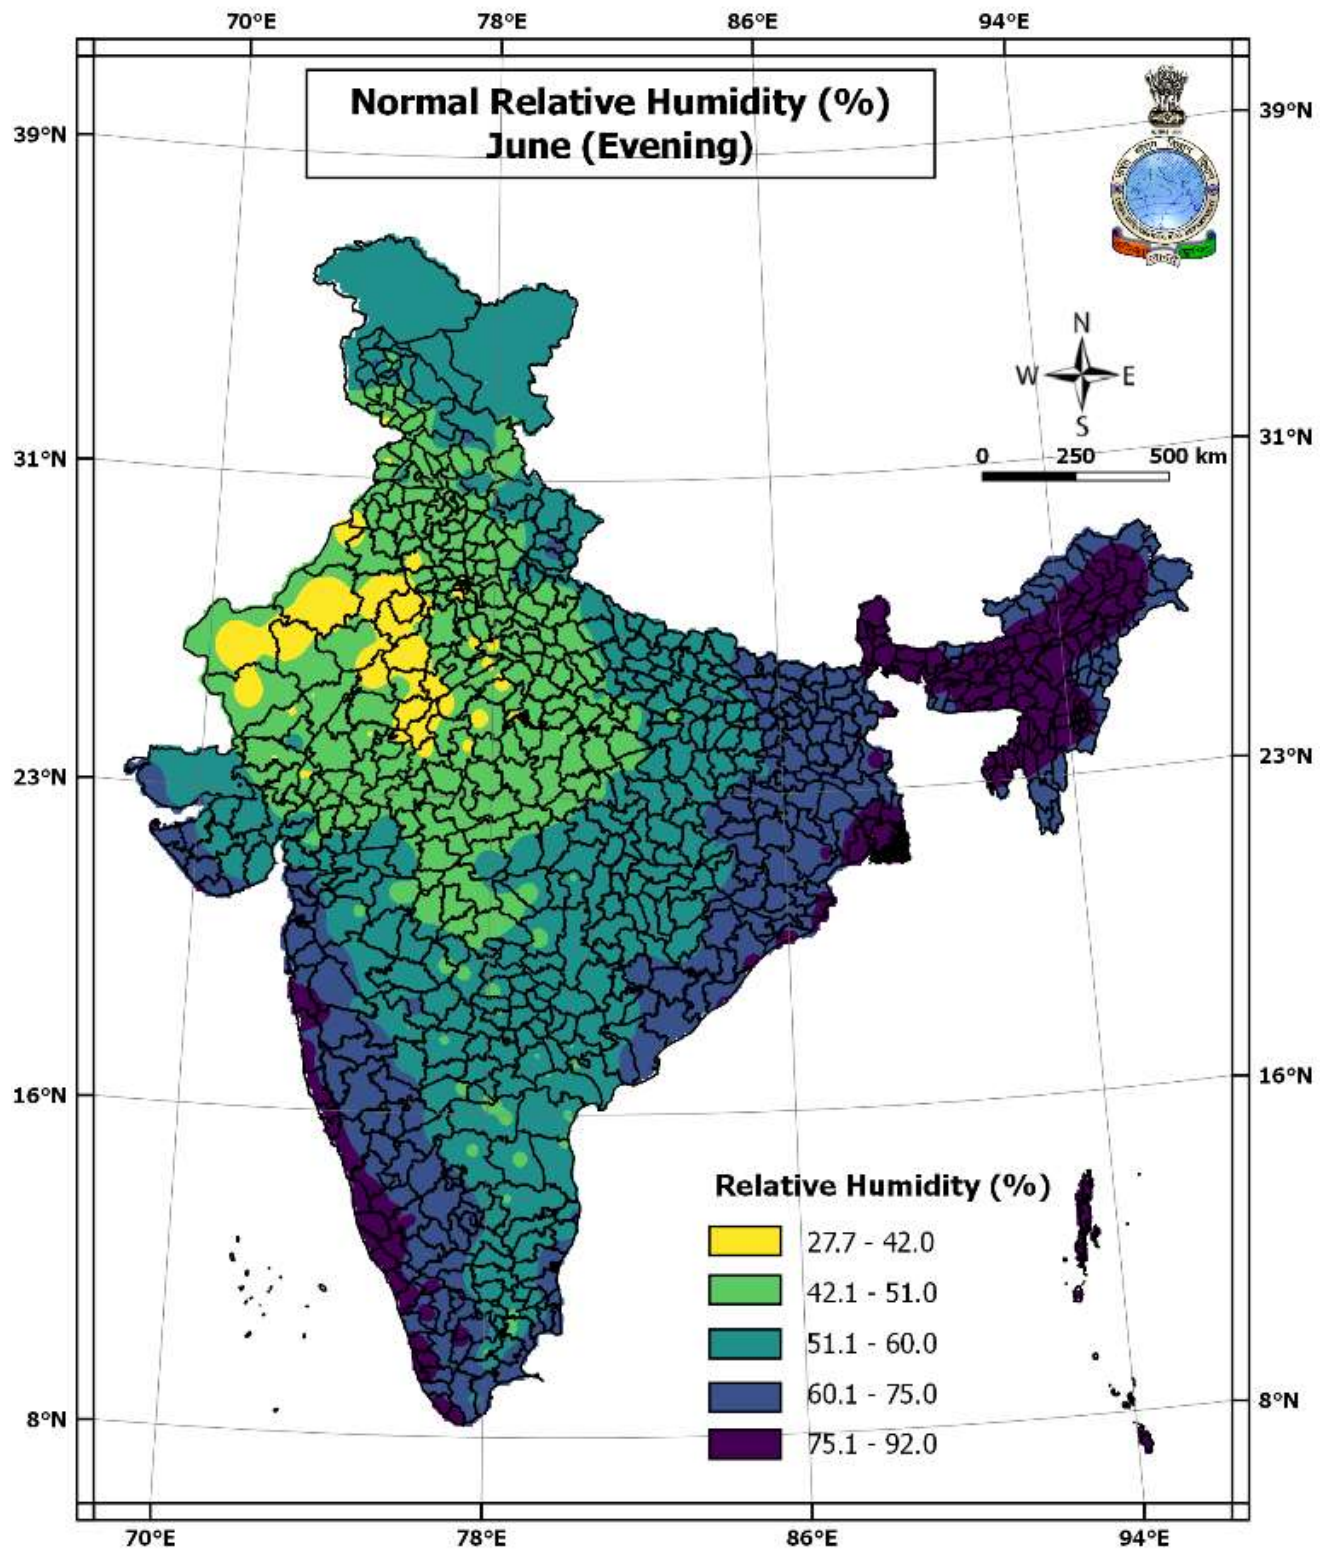 70°E 78°E 86°E 94°E
Normal Relative Humidity (%)
June (Evening)
39°N 39°N
N
W E
S
0 250 500 km
31°N 31°N
23°N 23°N
16°N 16°N
Relative Humidity (%)
27.7 - 42.0
42.1 - 51.0
51.1 - 60.0
60.1 - 75.0
75.1 - 92.0
8°N 8°N
70°E 78°E 86°E 94°E